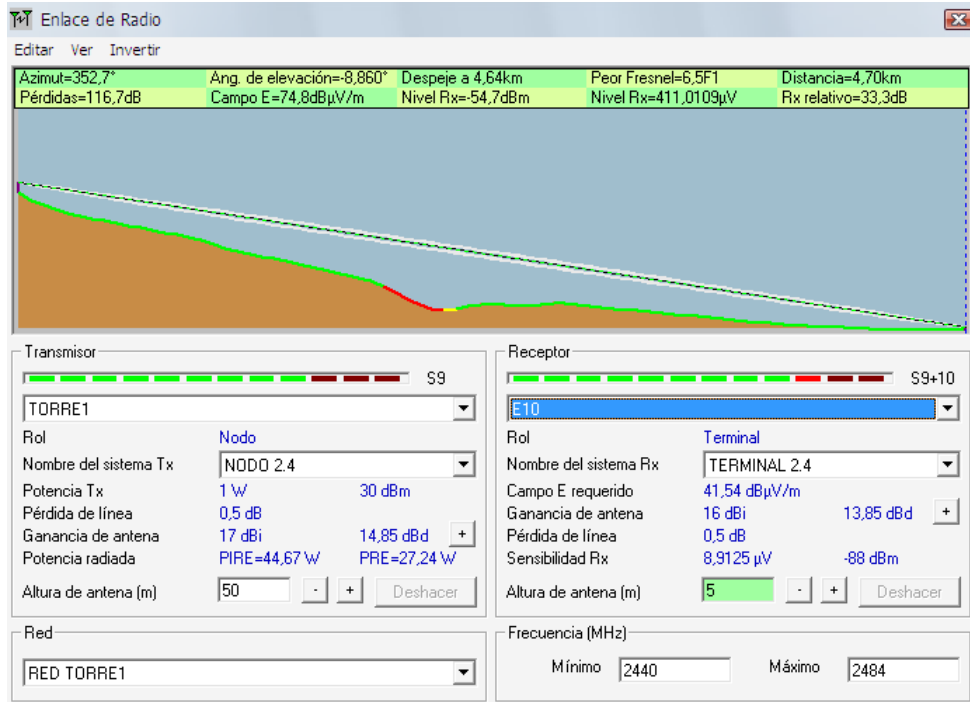 Enlace de Radio
Editar Ver Invertir
Azimut=352,7° Ang. de elevación=-8,860° Despeje a 4,64km Peor Fresnel=6,5F1 Distancia=4,70km
Pérdidas=116,7dB Campo E=74,8dBµV/m Nivel Rx=-54,7dBm Nivel Rx=411,0109µV Rx relativo=33,3dB
Transmisor
S9
TORRE1
Rol Nodo
Nombre del sistema Tx NODO 2.4
Potencia Tx 1 W 30 dBm
Pérdida de línea 0,5 dB
Ganancia de antena 17 dBi 14,85 dBd +
Potencia radiada PIRE=44,67 W PRE=27,24 W
Altura de antena (m) 50 - + Deshacer
Receptor
S9+10
E10
Rol Terminal
Nombre del sistema Rx TERMINAL 2.4
Campo E requerido 41,54 dBµV/m
Ganancia de antena 16 dBi 13,85 dBd +
Pérdida de línea 0,5 dB
Sensibilidad Rx 8,9125 µV -88 dBm
Altura de antena (m) 5 - + Deshacer
Red
RED TORRE1
Frecuencia (MHz)
Mínimo 2440 Máximo 2484